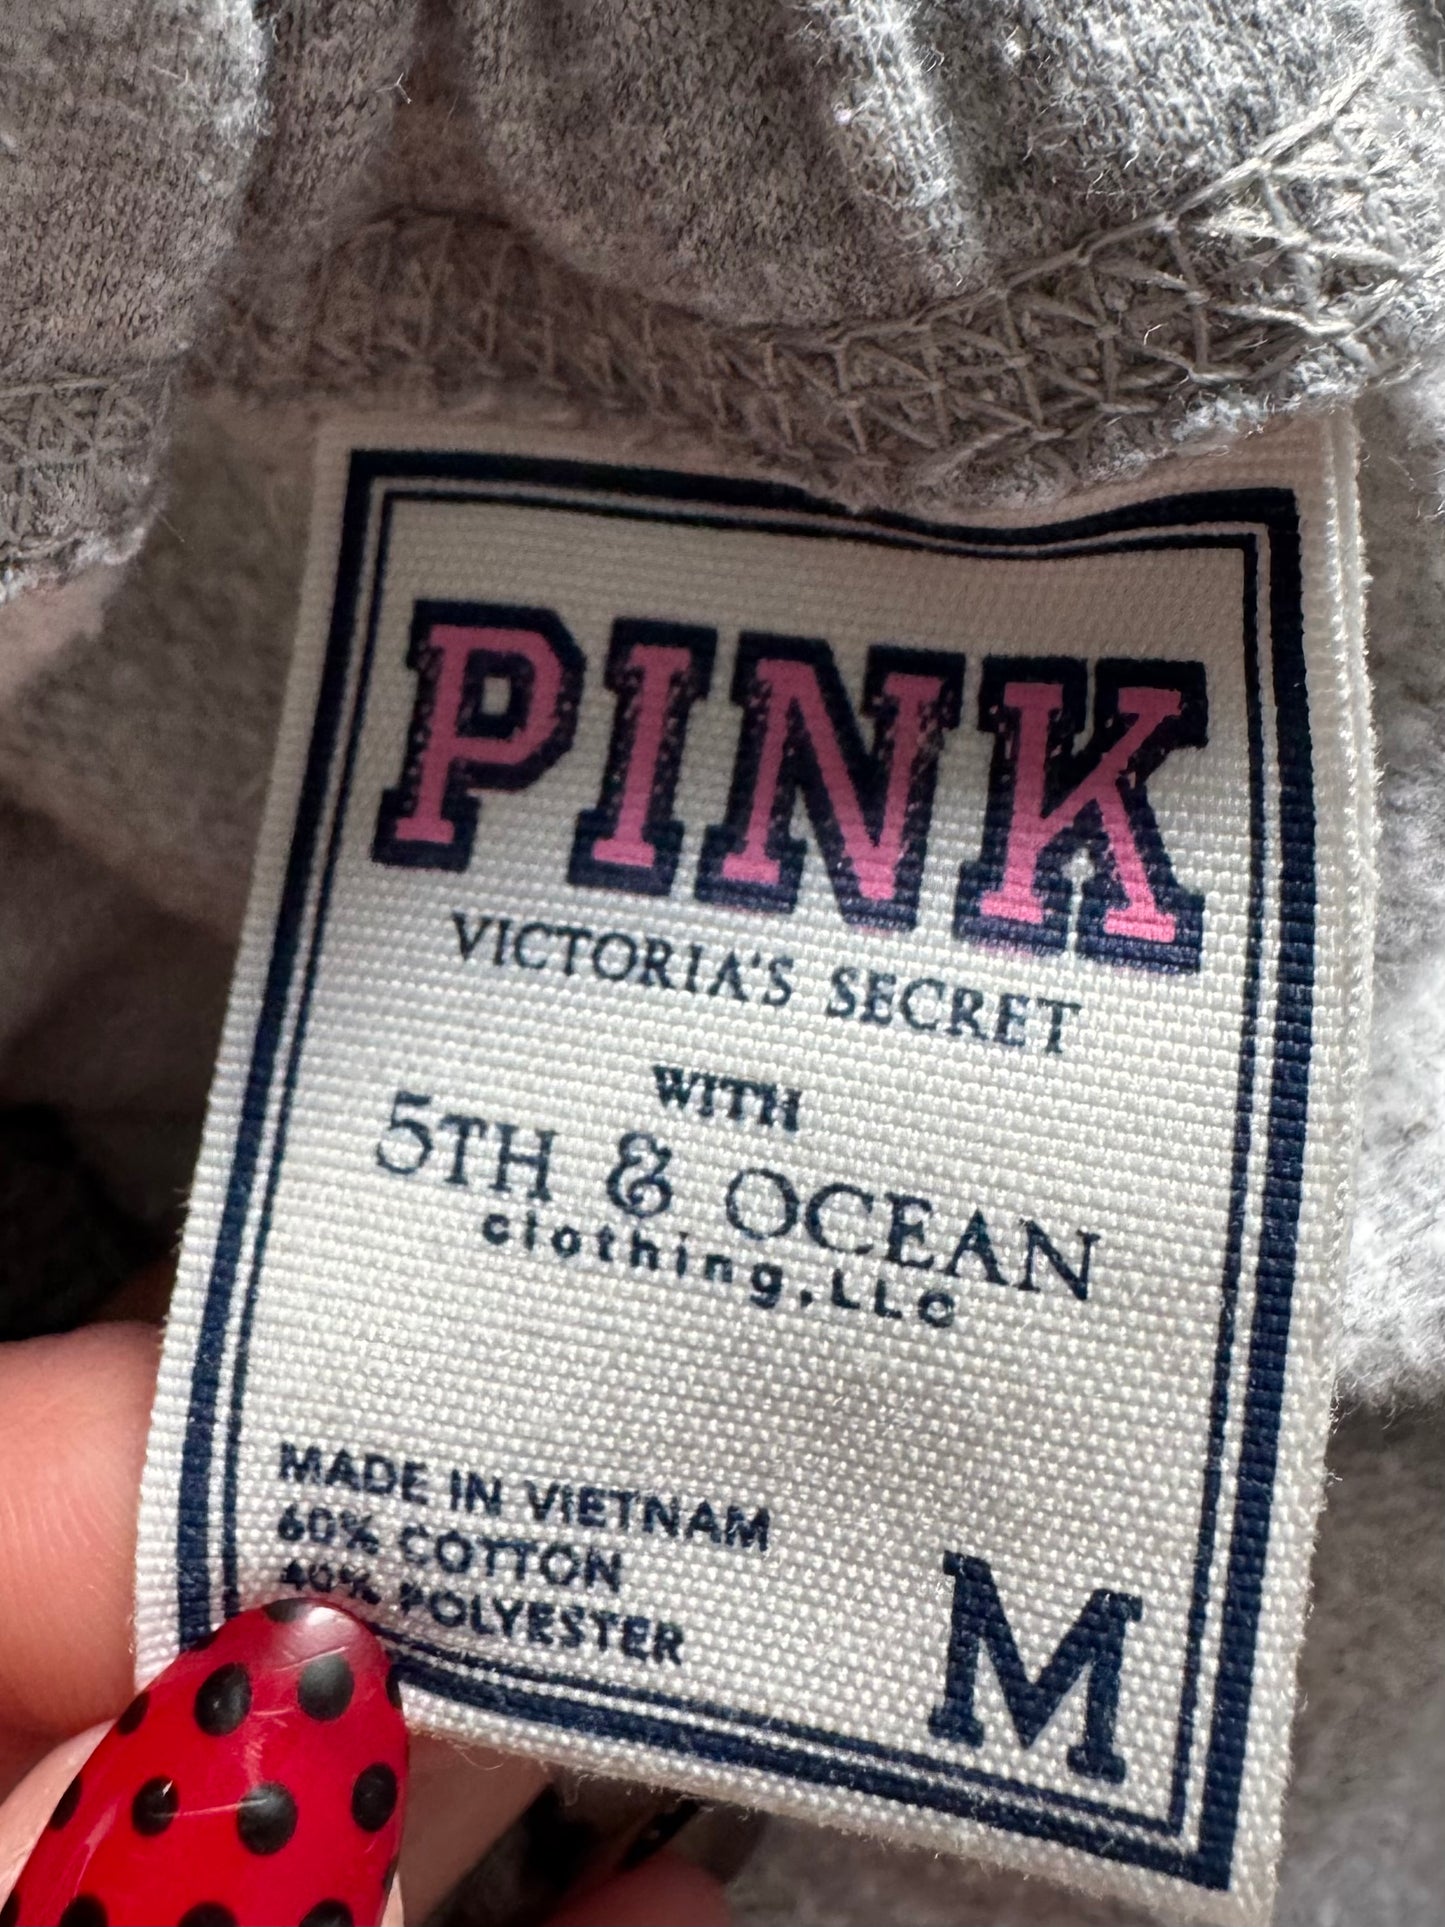 PINK
VICTORIA'S SECRET
WITH
5TH & OCEAN
clothing, LLC
MADE IN VIETNAM
60% COTTON
40% POLYESTER
M